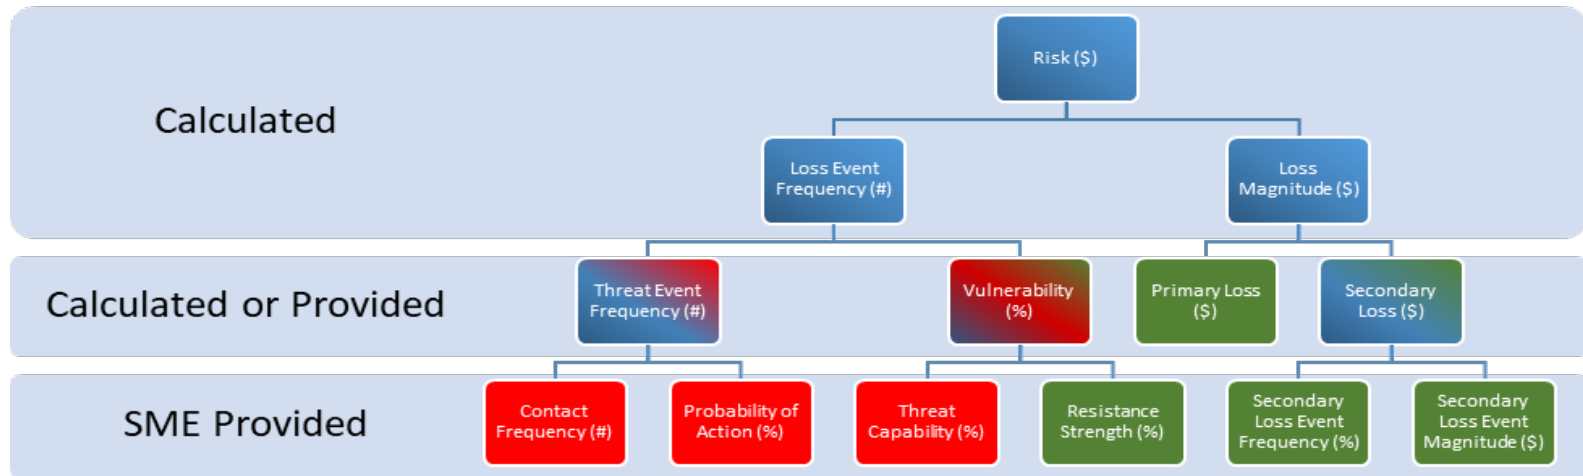 Risk ($)
Calculated
Loss Event
Frequency (#)
Loss
Magnitude ($)
Calculated or Provided
Threat Event
Frequency (#)
Vulnerability
(%)
Primary Loss
($)
Secondary
Loss ($)
SME Provided
Contact
Frequency (#)
Probability of
Action (%)
Threat
Capability (%)
Resistance
Strength (%)
Secondary
Loss Event
Frequency (%)
Secondary
Loss Event
Magnitude ($)